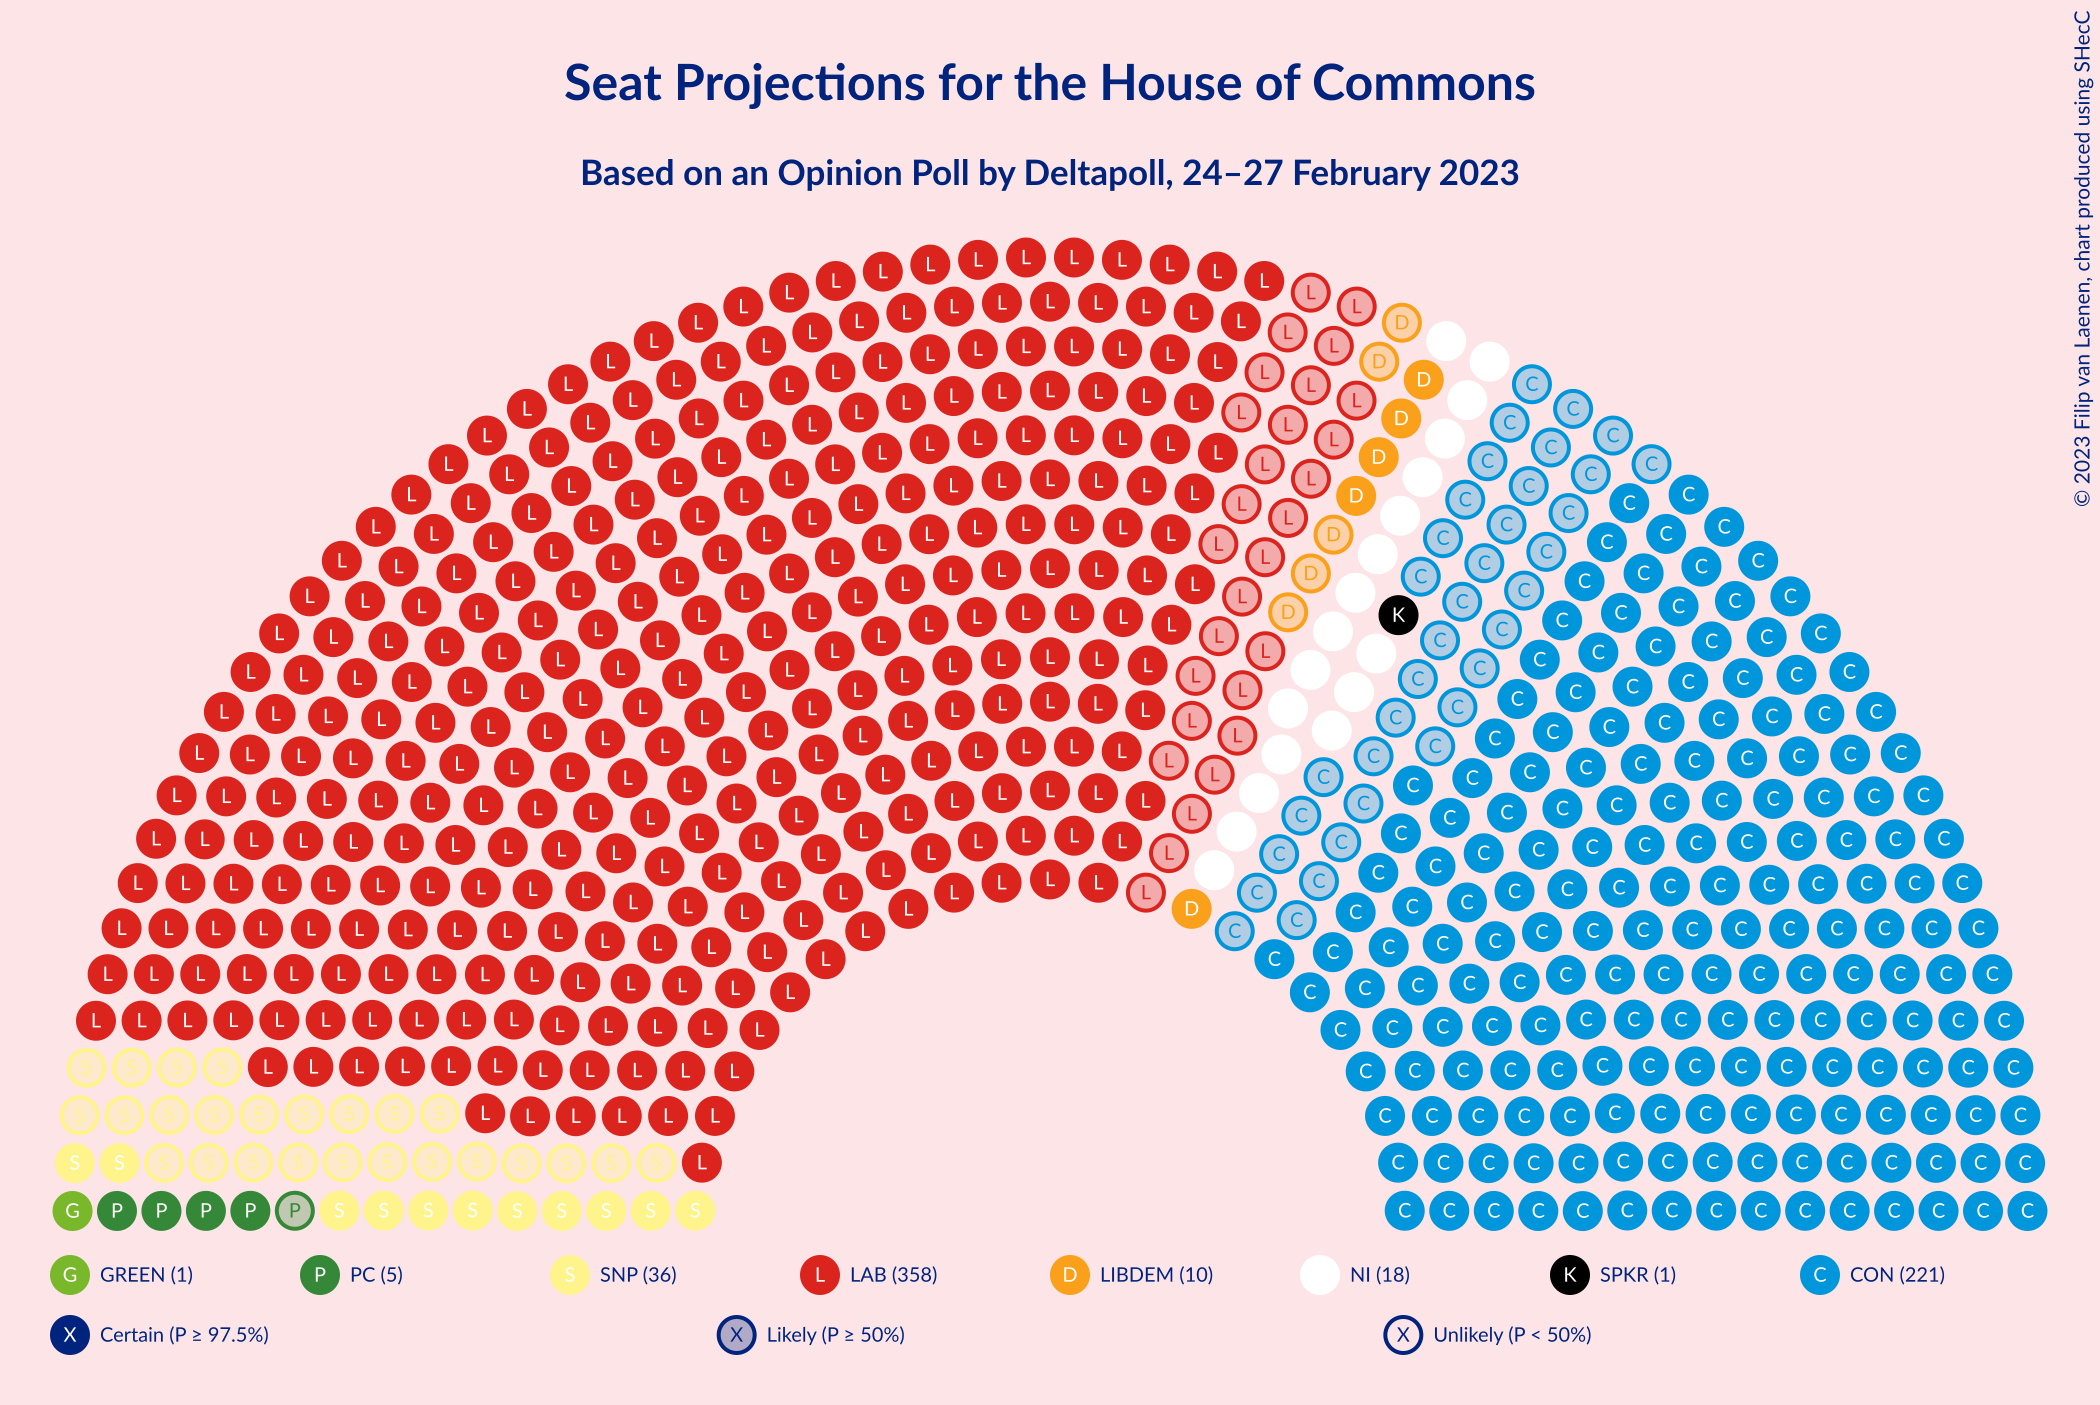 Seat Projections for the House of Commons
Based on an Opinion Poll by Deltapoll, 24–27 February 2023
© 2023 Filip van Laenen, chart produced using SHecC
G GREEN (1) P PC (5) S SNP (36) L LAB (358) D LIBDEM (10) NI (18) K SPKR (1) C CON (221)
X Certain (P ≥ 97.5%) X Likely (P ≥ 50%) X Unlikely (P < 50%)